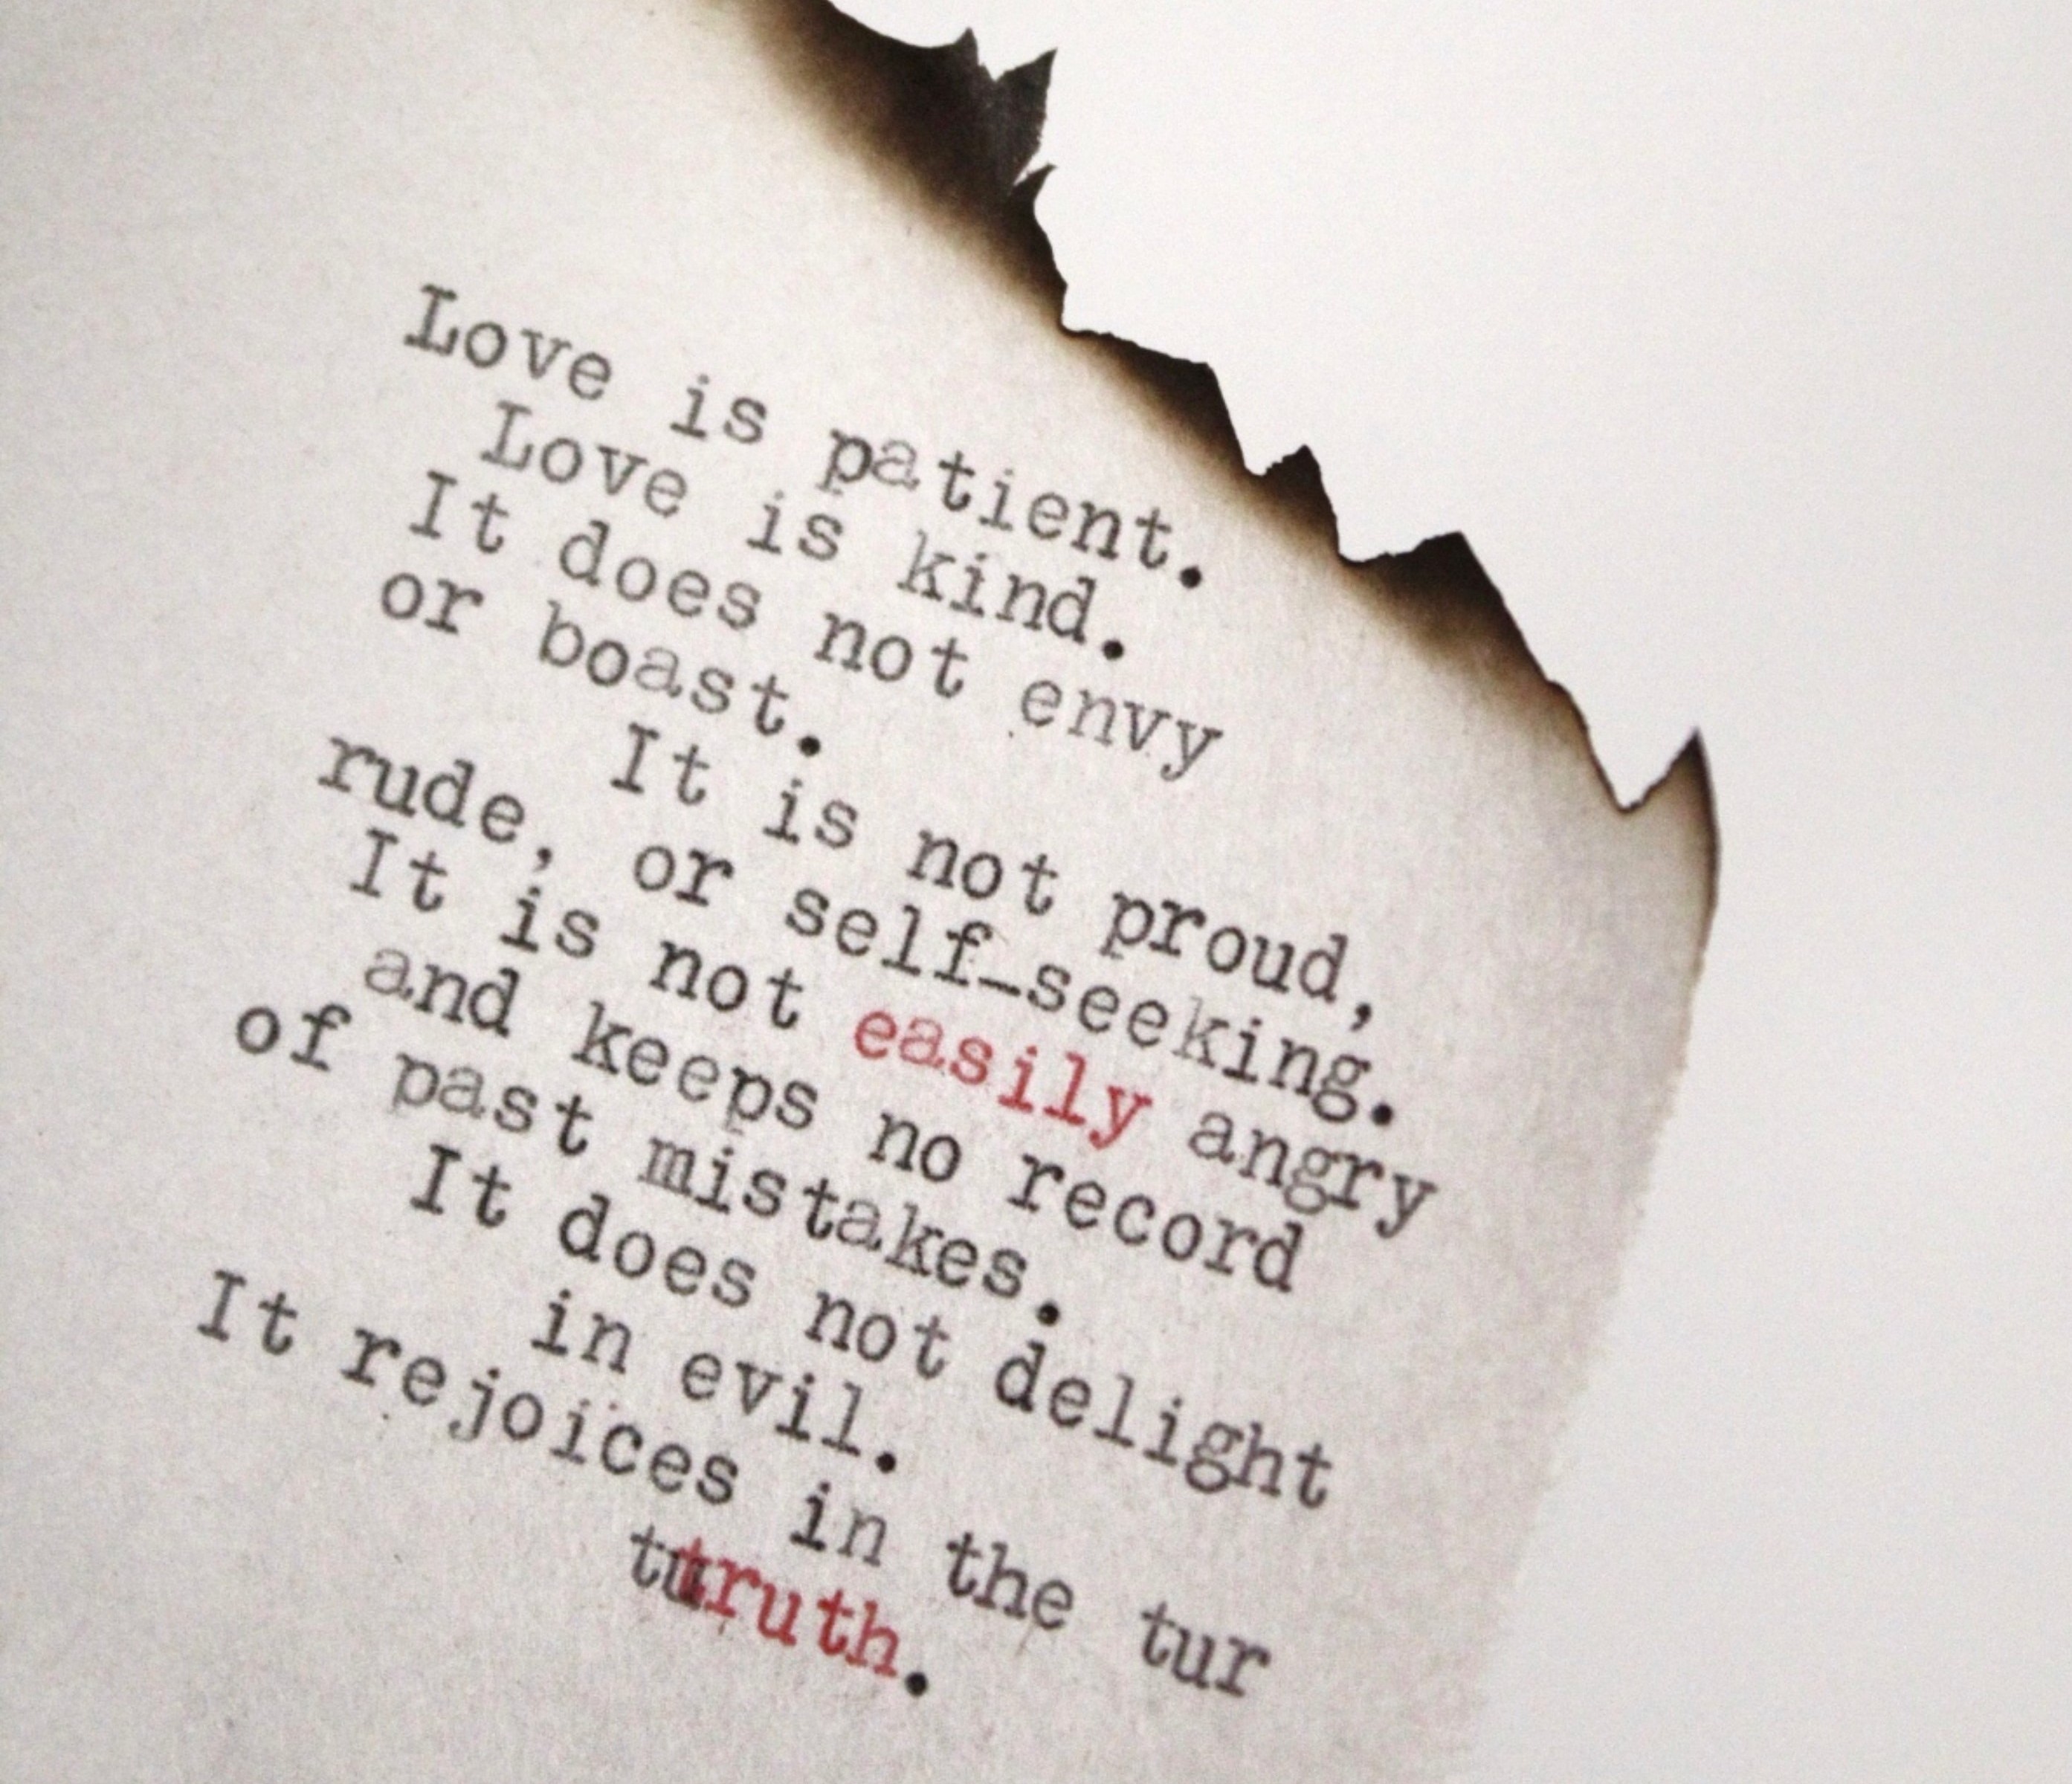 Love is patient.
Love is kind.
It does not envy
or boast.
It is not proud,
rude, or self-seeking.
It is not easily angry
and keeps no record
of past mistakes.
It does not delight
in evil.
It rejoices in the tur
tutruth.